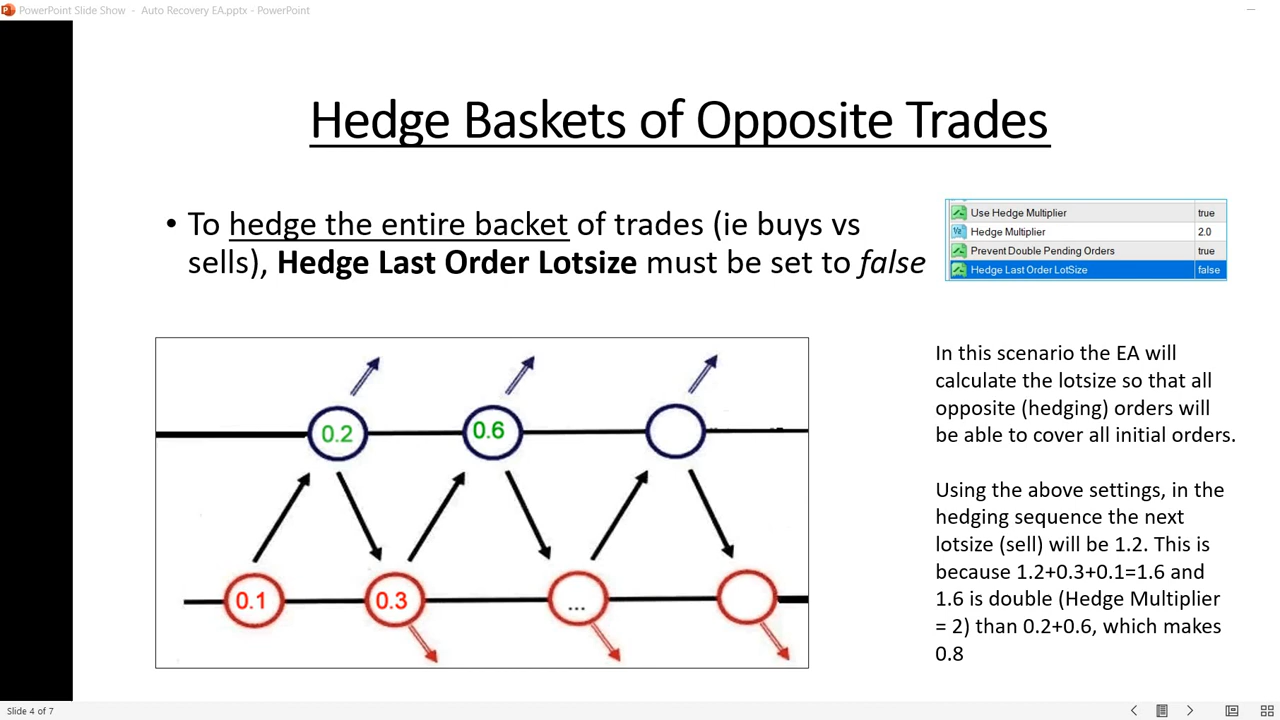 PowerPoint Slide Show - Auto Recovery EA.pptx - PowerPoint
Hedge Baskets of Opposite Trades
• To hedge the entire backet of trades (ie buys vs
sells), Hedge Last Order Lotsize must be set to false
Use Hedge Multiplier true
Hedge Multiplier 2.0
Prevent Double Pending Orders true
Hedge Last Order LotSize false
0.2 0.6
0.1 0.3 ...
In this scenario the EA will
calculate the lotsize so that all
opposite (hedging) orders will
be able to cover all initial orders.
Using the above settings, in the
hedging sequence the next
lotsize (sell) will be 1.2. This is
because 1.2+0.3+0.1=1.6 and
1.6 is double (Hedge Multiplier
= 2) than 0.2+0.6, which makes
0.8
Slide 4 of 7